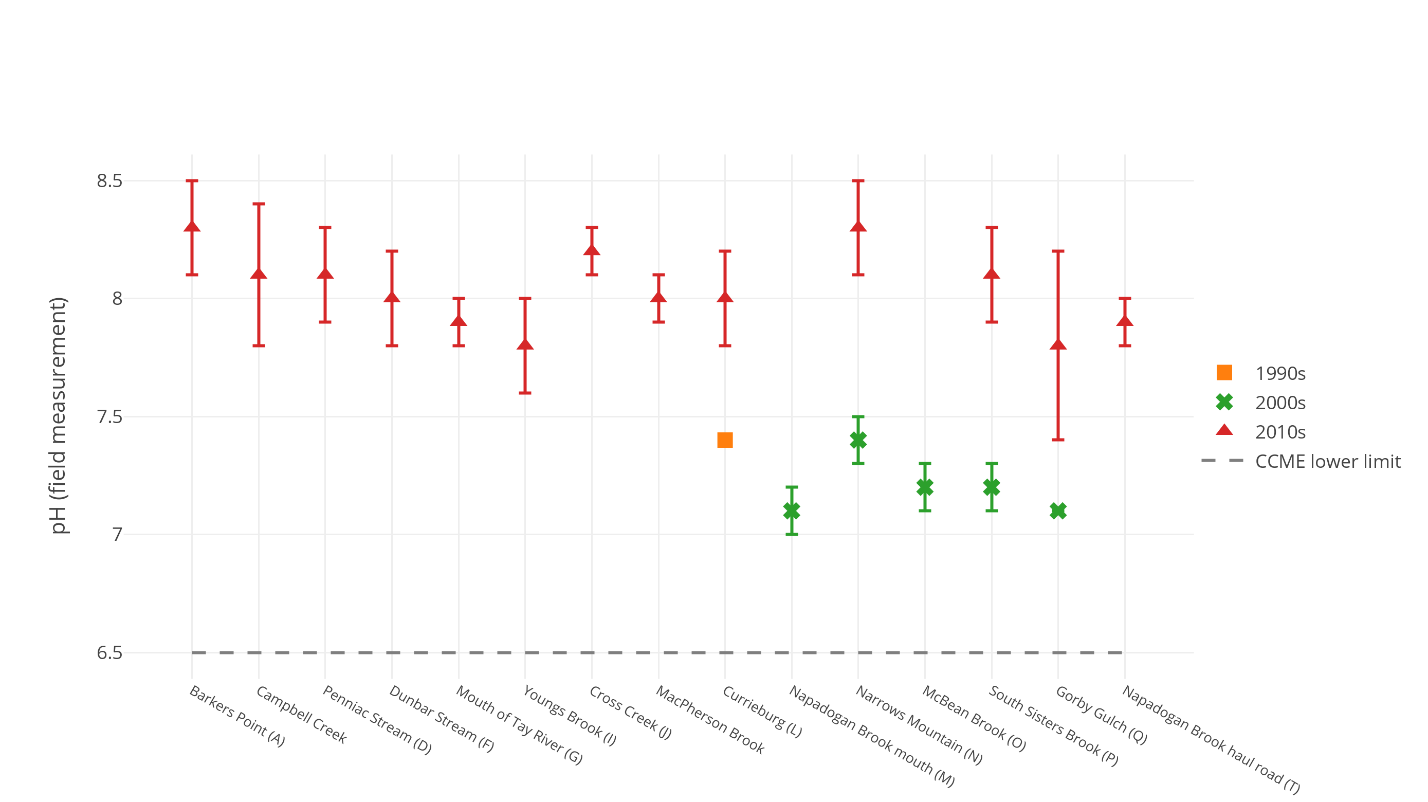 8.5
8
7.5
7
6.5
pH (field measurement)
Barkers Point (A)
Campbell Creek
Penniac Stream (D)
Dunbar Stream (F)
Mouth of Tay River (G)
Youngs Brook (I)
Cross Creek (J)
MacPherson Brook
Currieburg (L)
Napadogan Brook mouth (M)
Narrows Mountain (N)
McBean Brook (O)
South Sisters Brook (P)
Gorby Gulch (Q)
Napadogan Brook haul road (T)
1990s
2000s
2010s
CCME lower limit